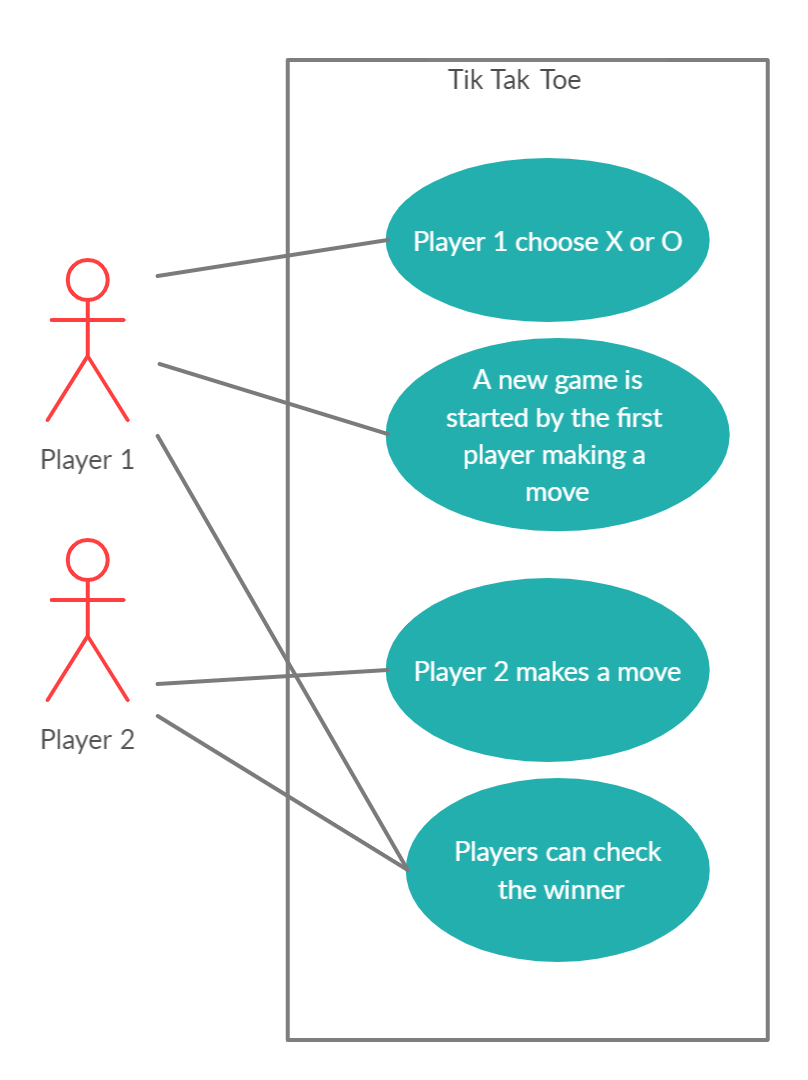 Tik Tak Toe
Player 1 choose X or O
A new game is
started by the first
player making a
move
Player 1
Player 2 makes a move
Player 2
Players can check
the winner